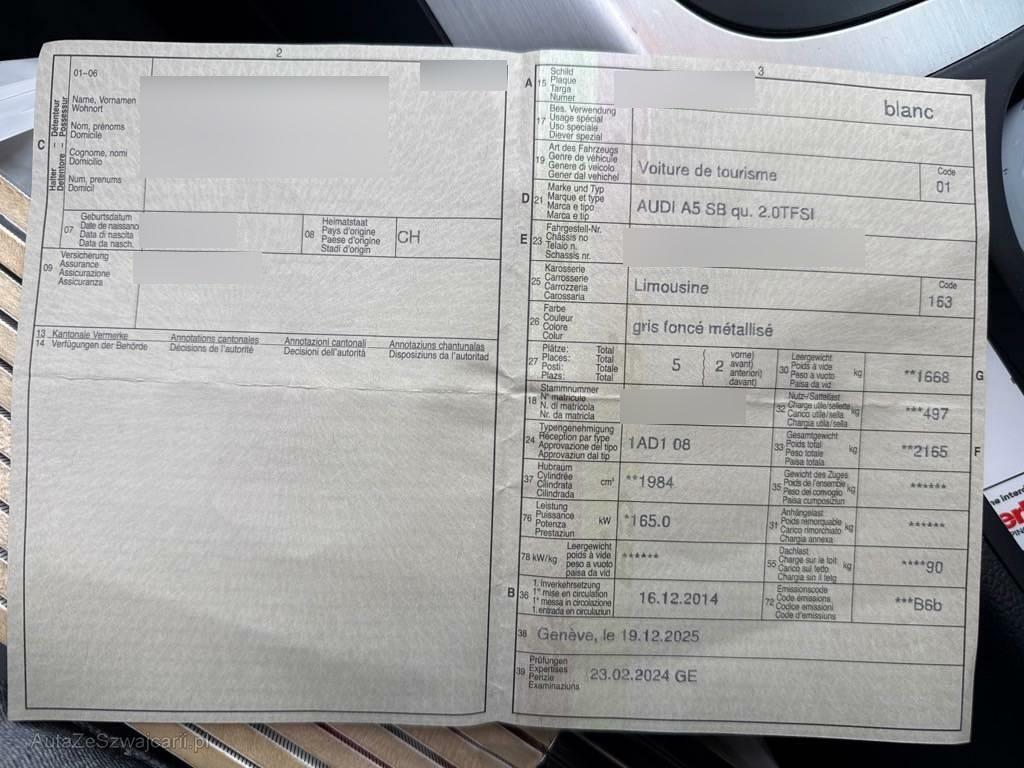 2
01–06
Name, Vornamen
Wohnort
Nom, prénoms
Domicile
Cognome, nomi
Domicilio
Num, prenums
Domicil
C
Halter – Détenteur
Detentore – Possessur
07
Geburtsdatum
Date de naissance
Data di nascita
Data da nasch.
08
Heimatstaat
Pays d'origine
Paese d'origine
Stadi d'origin
CH
09
Versicherung
Assurance
Assicurazione
Assicuranza
13 Kantonale Vermerke Annotations cantonales Annotazioni cantonali Annotaziuns chantunalas
14 Verfügungen der Behörde Décisions de l'autorité Decisioni dell'autorità Disposiziuns da l'autoritad
3
A 15
Schild
Plaque
Targa
Numer
blanc
17
Bes. Verwendung
Usage spécial
Uso speciale
Diever spezial
19
Art des Fahrzeugs
Genre de véhicule
Genere di veicolo
Gener dal vehichel
Voiture de tourisme
Code
01
D 21
Marke und Typ
Marque et type
Marca e tipo
Marca e tip
AUDI A5 SB qu. 2.0TFSI
E 23
Fahrgestell-Nr.
Châssis no
Telaio n.
Schassis nr.
25
Karosserie
Carrosserie
Carrozzeria
Carossaria
Limousine
Code
163
26
Farbe
Couleur
Colore
Colur
gris foncé métallisé
27
Plätze: Total
Places: Total
Posti: Totale
Plazs: Total
5
2
vorne)
avant)
anteriori)
davant)
30
Leergewicht
Poids à vide
Peso a vuoto
Paisa da vid
kg
**1668
G
18
Stammnummer
N° matricule
N. di matricola
Nr. da matricla
32
Nutz-/Sattellast
Charge utile/sellette
Carico utile/sella
Chargia utila/sella
kg
***497
24
Typengenehmigung
Réception par type
Approvazione del tipo
Approvaziun dal tip
1AD1 08
33
Gesamtgewicht
Poids total
Peso totale
Paisa totala
kg
**2165
F
37
Hubraum
Cylindrée
Cilindrata
Cilindrada
cm³
**1984
35
Gewicht des Zuges
Poids de l'ensemble
Peso del convoglio
Paisa cumposiziun
kg
******
76
Leistung
Puissance
Potenza
Prestaziun
kW
*165.0
31
Anhängelast
Poids remorquable
Carico rimorchiato
Chargia annexa
kg
******
78 kW/kg
Leergewicht
poids à vide
peso a vuoto
paisa da vid
******
55
Dachlast
Charge sur le toit
Carico sul tetto
Chargia sin il tetg
kg
****90
B 36
1. Inverkehrsetzung
1re mise en circulation
1a messa in circolazione
1. entrada en circulaziun
16.12.2014
72
Emissionscode
Code émissions
Codice emissioni
Code d'emissiuns
***B6b
38
Genève, le 19.12.2025
39
Prüfungen
Expertises
Perizie
Examinaziuns
23.02.2024 GE
AutaZeSzwajcarii.pl